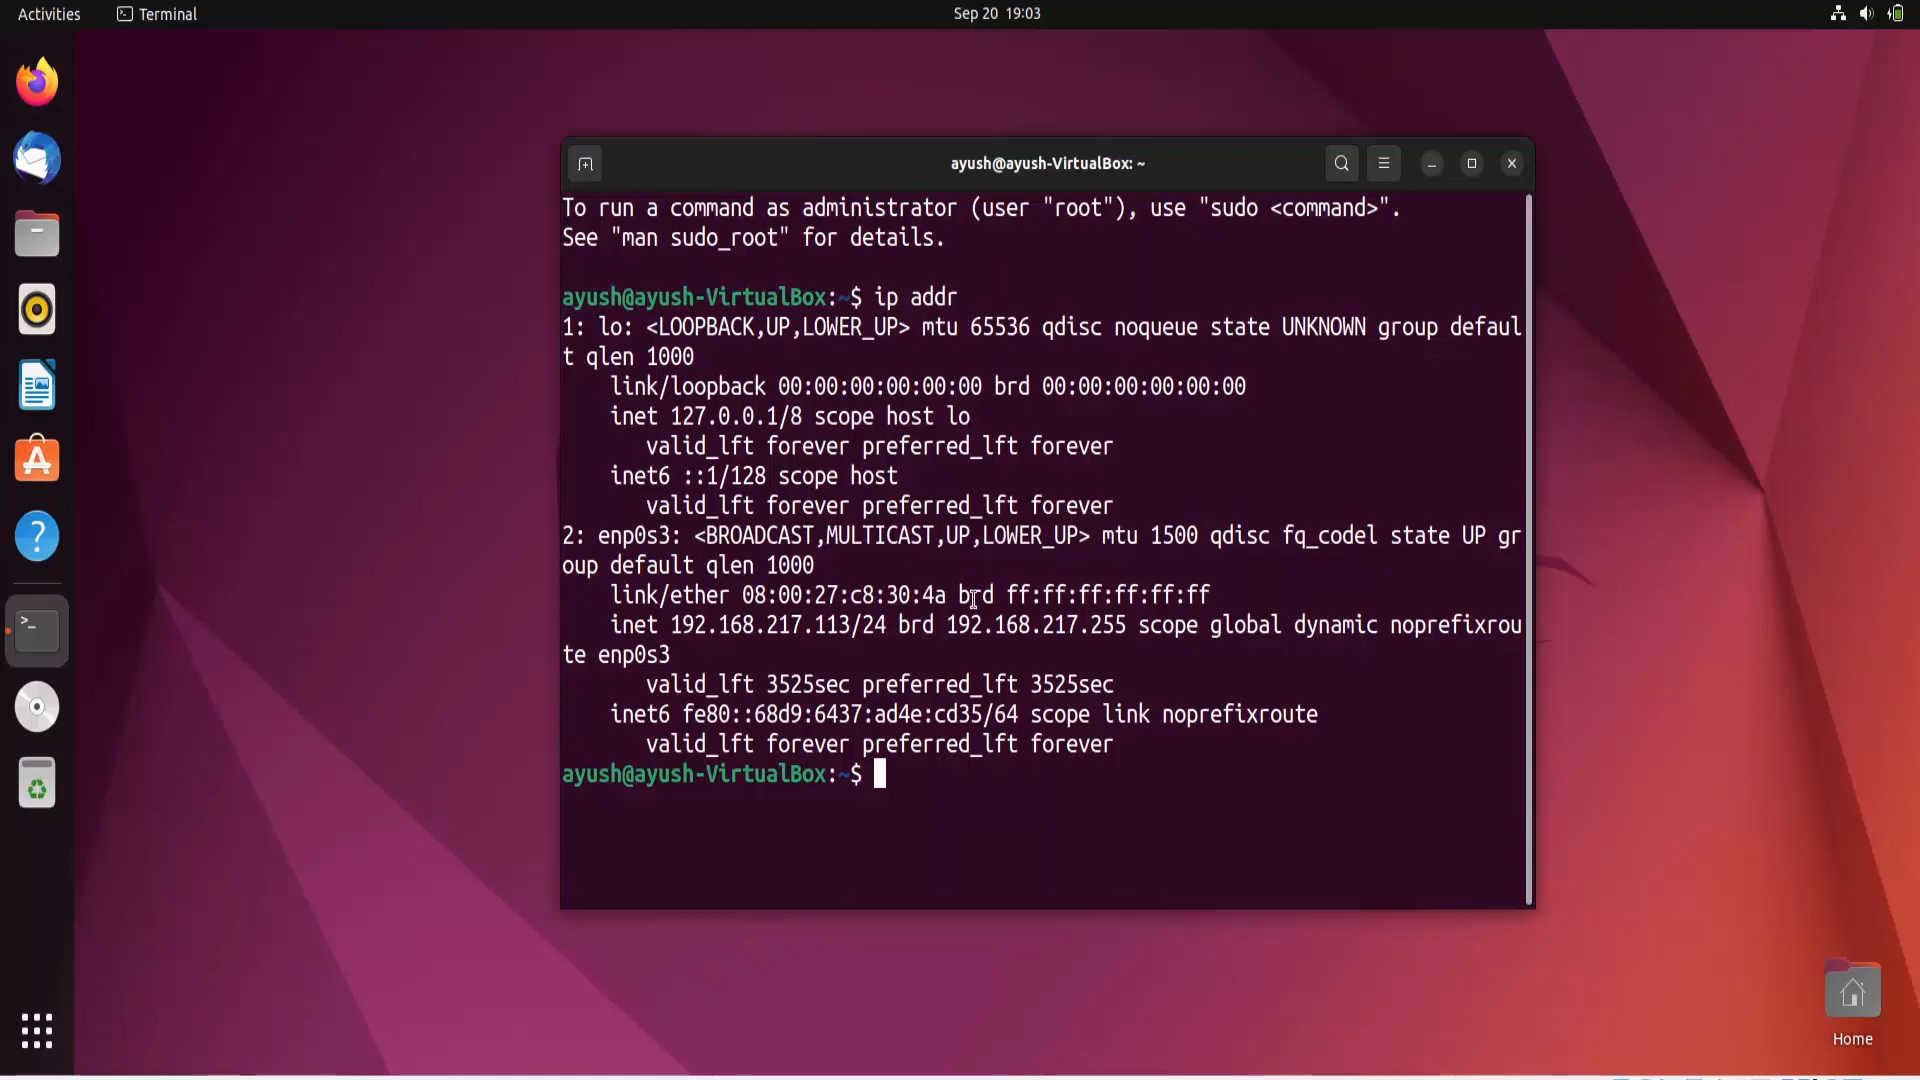 Activities Terminal Sep 20 19:03
ayush@ayush-VirtualBox: ~
To run a command as administrator (user "root"), use "sudo <command>".
See "man sudo_root" for details.
ayush@ayush-VirtualBox:~$ ip addr
1: lo: <LOOPBACK,UP,LOWER_UP> mtu 65536 qdisc noqueue state UNKNOWN group defaul
t qlen 1000
    link/loopback 00:00:00:00:00:00 brd 00:00:00:00:00:00
    inet 127.0.0.1/8 scope host lo
       valid_lft forever preferred_lft forever
    inet6 ::1/128 scope host
       valid_lft forever preferred_lft forever
2: enp0s3: <BROADCAST,MULTICAST,UP,LOWER_UP> mtu 1500 qdisc fq_codel state UP gr
oup default qlen 1000
    link/ether 08:00:27:c8:30:4a brd ff:ff:ff:ff:ff:ff
    inet 192.168.217.113/24 brd 192.168.217.255 scope global dynamic noprefixrou
te enp0s3
       valid_lft 3525sec preferred_lft 3525sec
    inet6 fe80::68d9:6437:ad4e:cd35/64 scope link noprefixroute
       valid_lft forever preferred_lft forever
ayush@ayush-VirtualBox:~$
Home